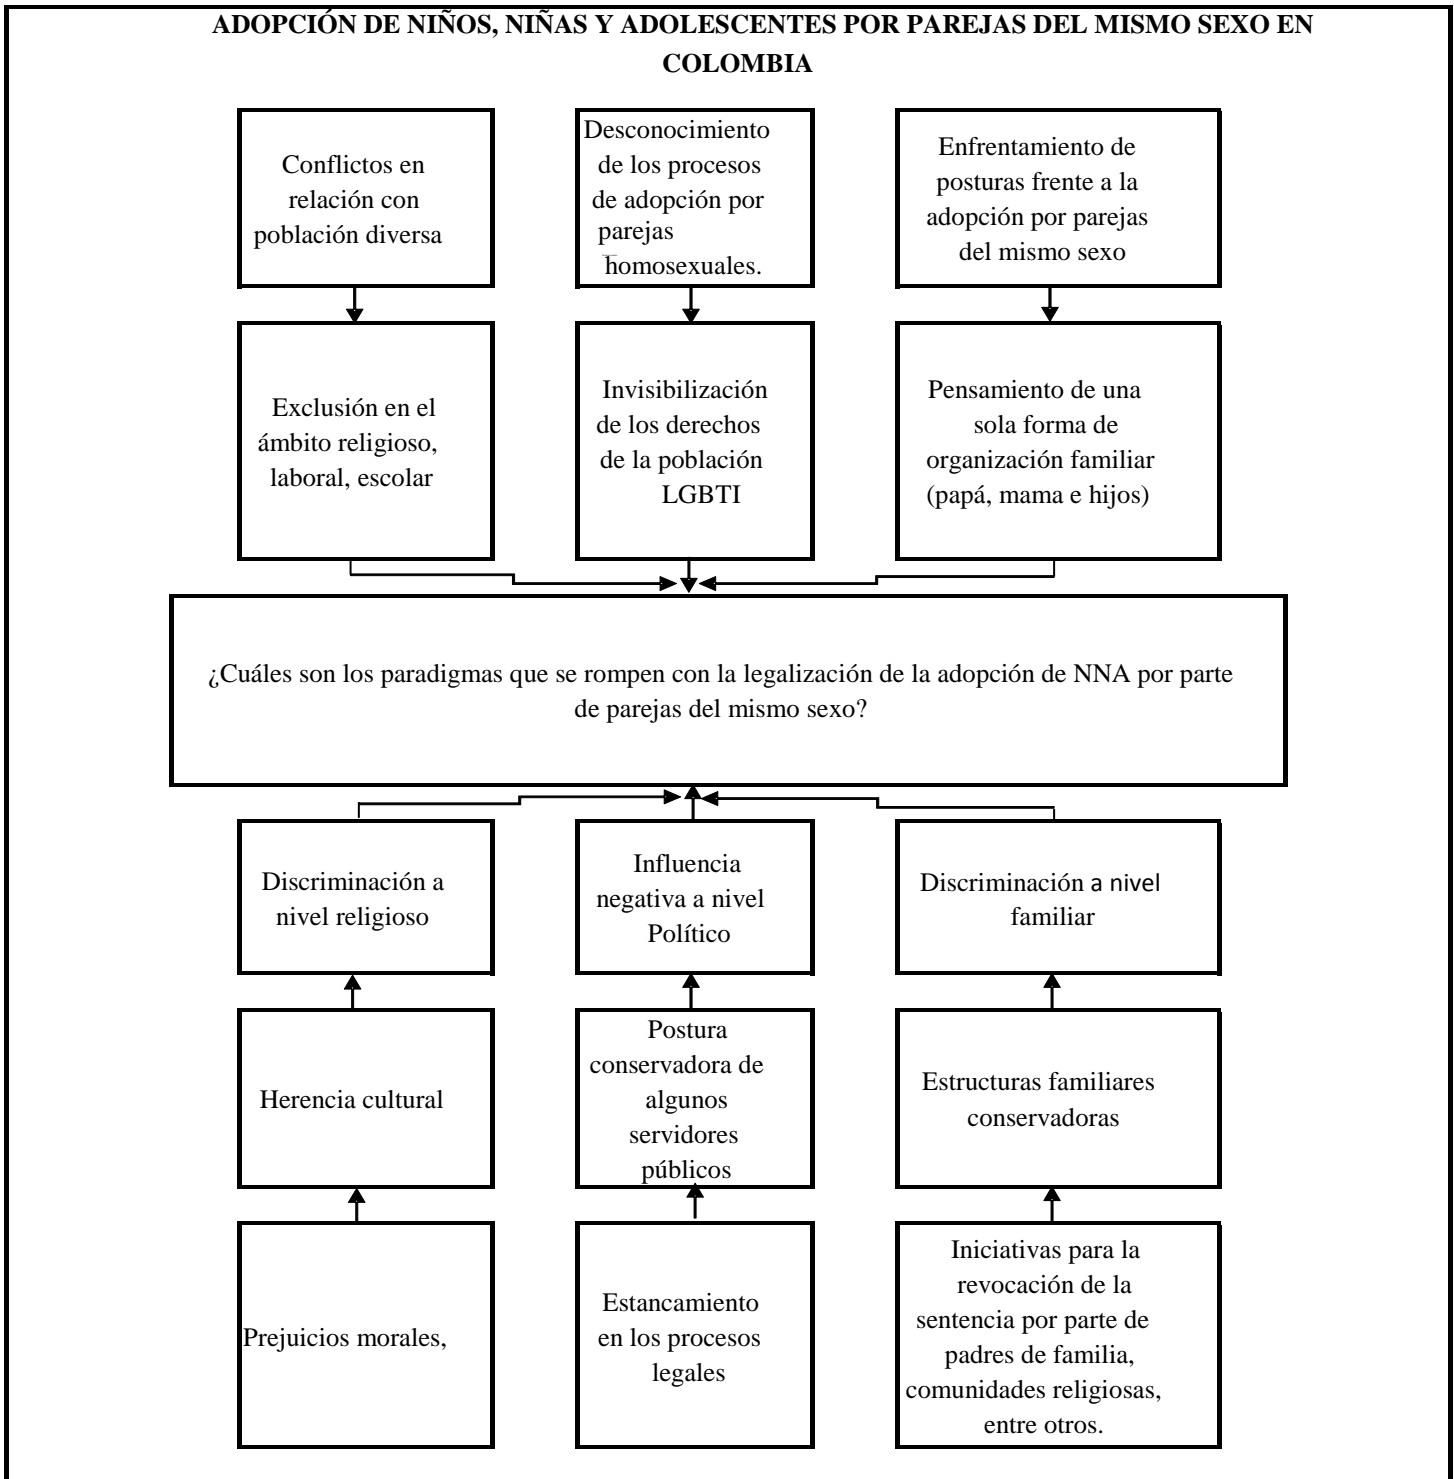 ADOPCIÓN DE NIÑOS, NIÑAS Y ADOLESCENTES POR PAREJAS DEL MISMO SEXO EN
COLOMBIA
Conflictos en
relación con
población diversa
Desconocimiento
de los procesos
de adopción por
parejas
homosexuales.
Enfrentamiento de
posturas frente a la
adopción por parejas
del mismo sexo
Exclusión en el
ámbito religioso,
laboral, escolar
Invisibilización
de los derechos
de la población
LGBTI
Pensamiento de una
sola forma de
organización familiar
(papá, mama e hijos)
¿Cuáles son los paradigmas que se rompen con la legalización de la adopción de NNA por parte
de parejas del mismo sexo?
Discriminación a
nivel religioso
Influencia
negativa a nivel
Político
Discriminación a nivel
familiar
Herencia cultural
Postura
conservadora de
algunos
servidores
públicos
Estructuras familiares
conservadoras
Prejuicios morales,
Estancamiento
en los procesos
legales
Iniciativas para la
revocación de la
sentencia por parte de
padres de familia,
comunidades religiosas,
entre otros.